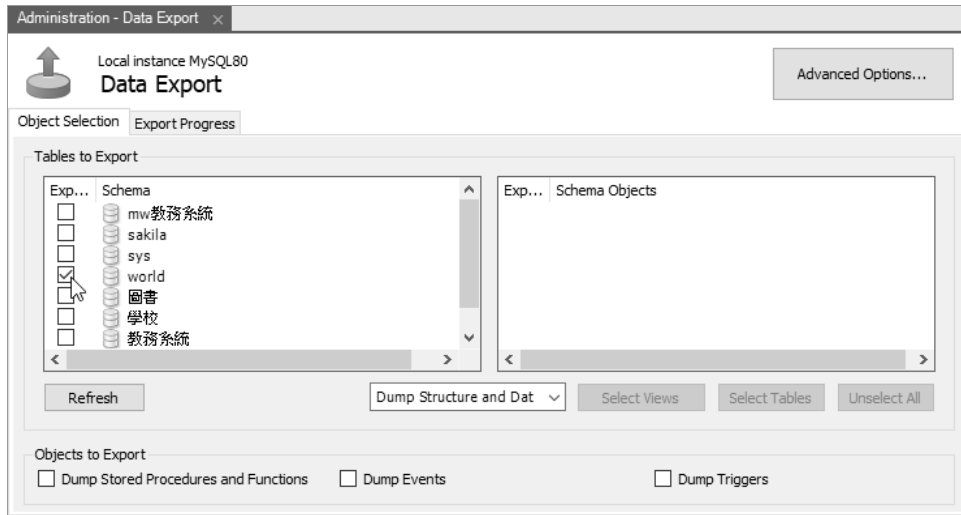 Administration - Data Export ×
Local instance MySQL80
Data Export
Advanced Options...
Object Selection Export Progress
Tables to Export
Exp... Schema
mw教務系統
sakila
sys
world
圖書
學校
教務系統
Exp... Schema Objects
Refresh Dump Structure and Dat Select Views Select Tables Unselect All
Objects to Export
Dump Stored Procedures and Functions Dump Events Dump Triggers